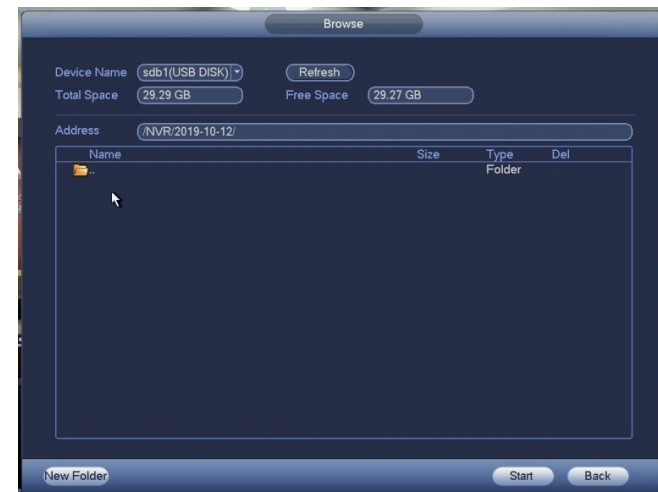 Browse
Device Name sdb1(USB DISK) Refresh
Total Space 29.29 GB Free Space 29.27 GB
Address /NVR/2019-10-12/
Name Size Type Del
.. Folder
New Folder Start Back